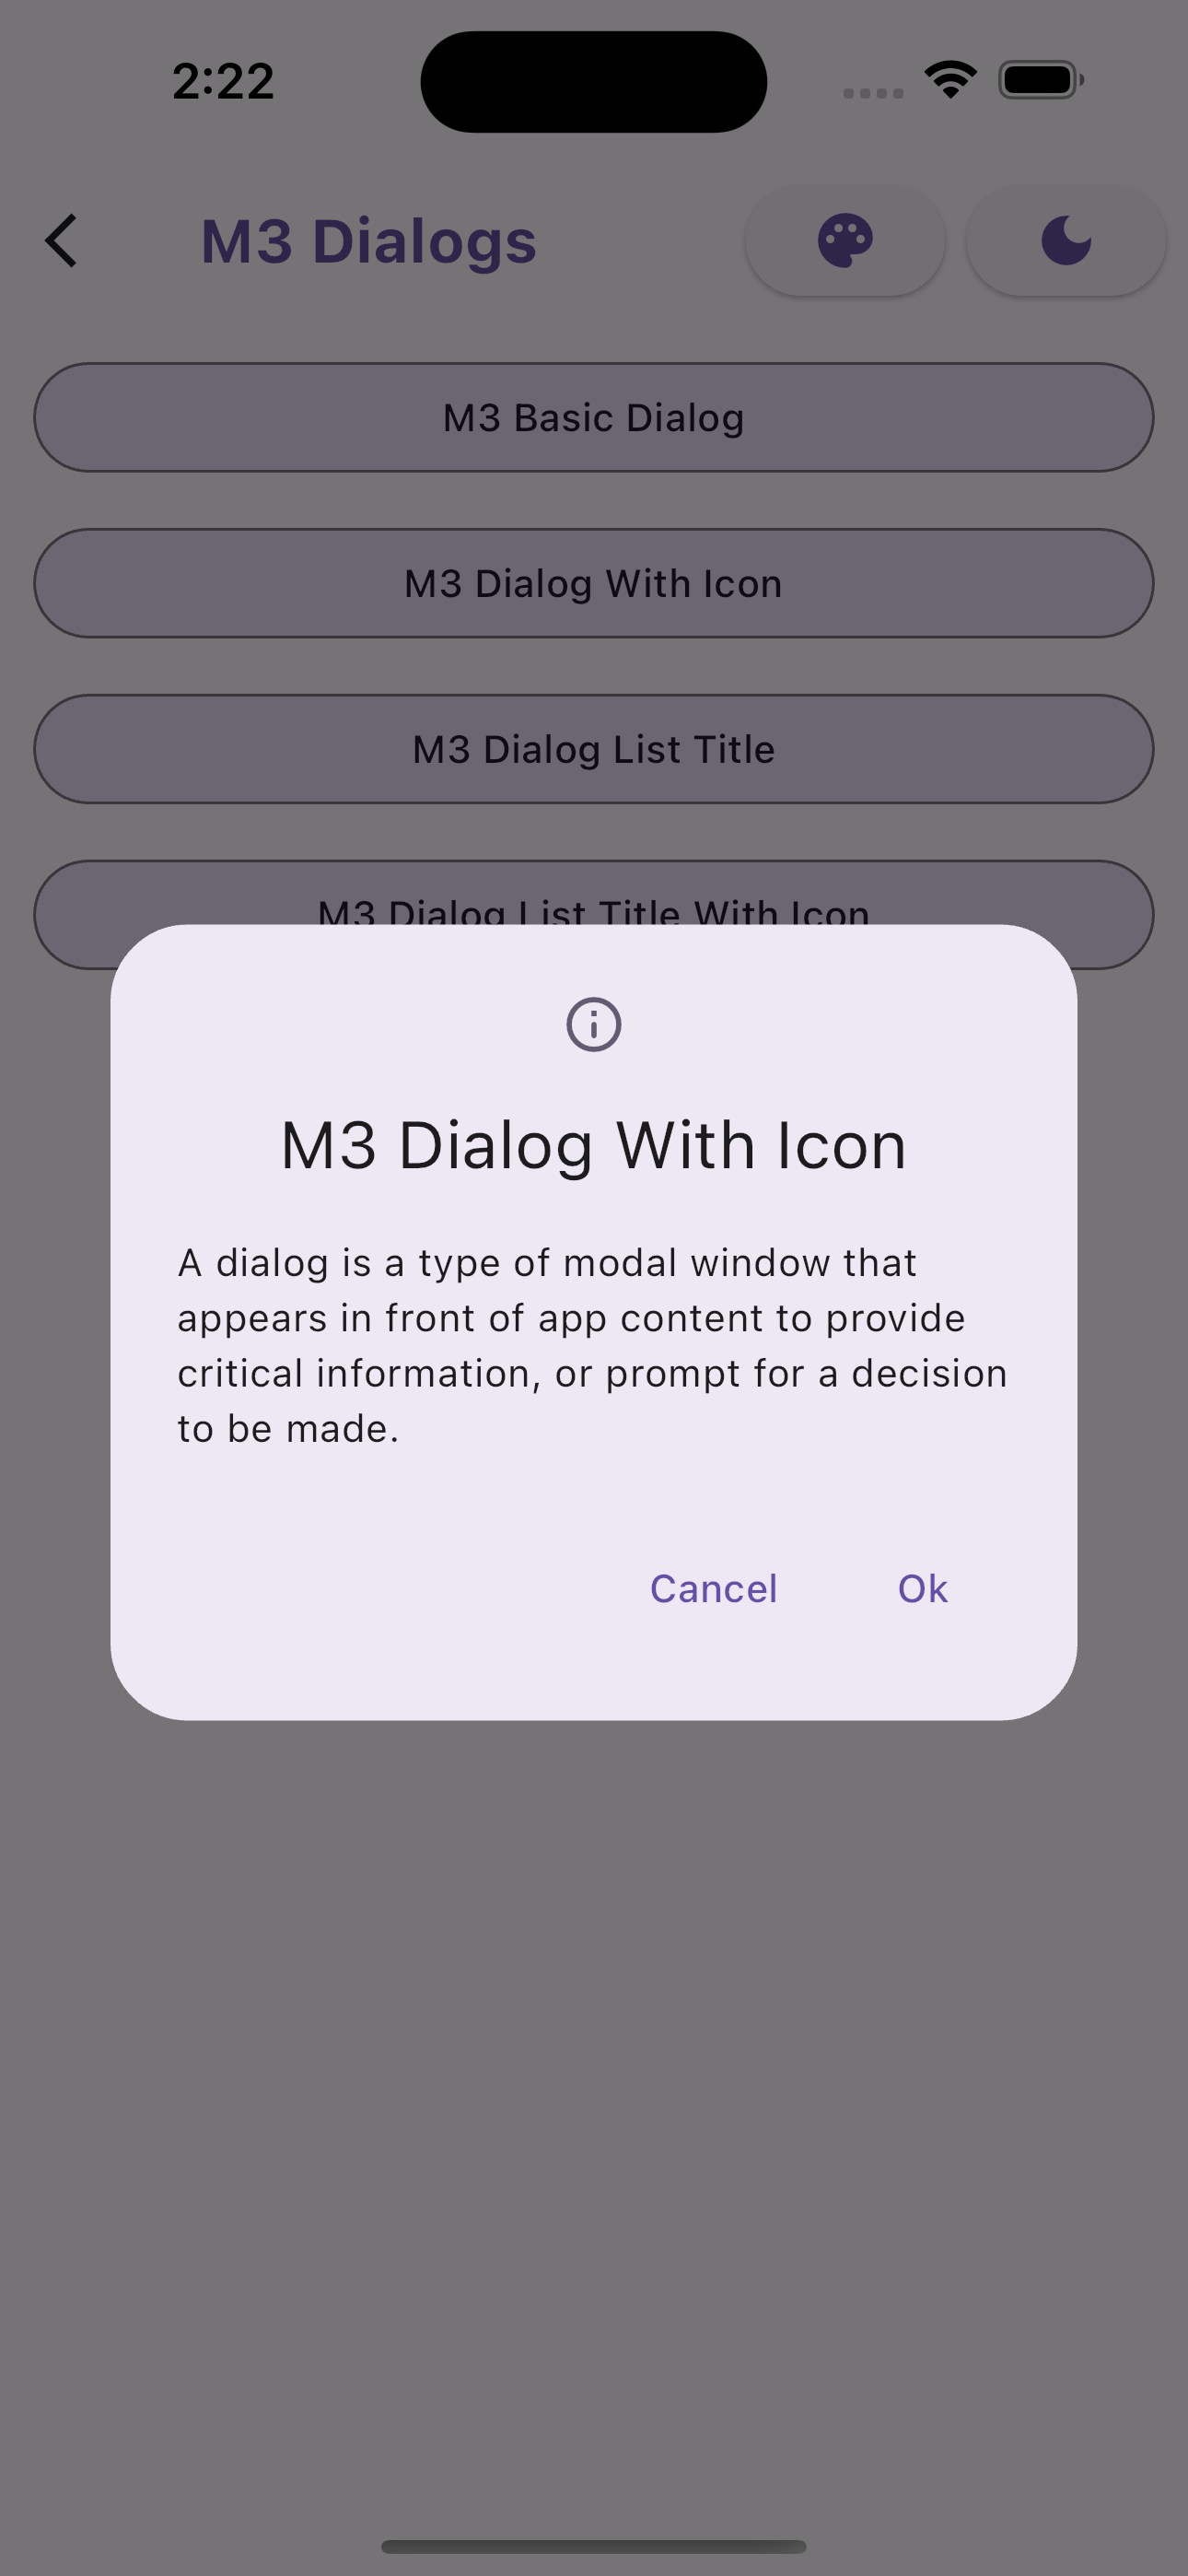 2:22
M3 Dialogs
M3 Basic Dialog
M3 Dialog With Icon
M3 Dialog List Title
M3 Dialog List Title With Icon
M3 Dialog With Icon
A dialog is a type of modal window that
appears in front of app content to provide
critical information, or prompt for a decision
to be made.
Cancel Ok